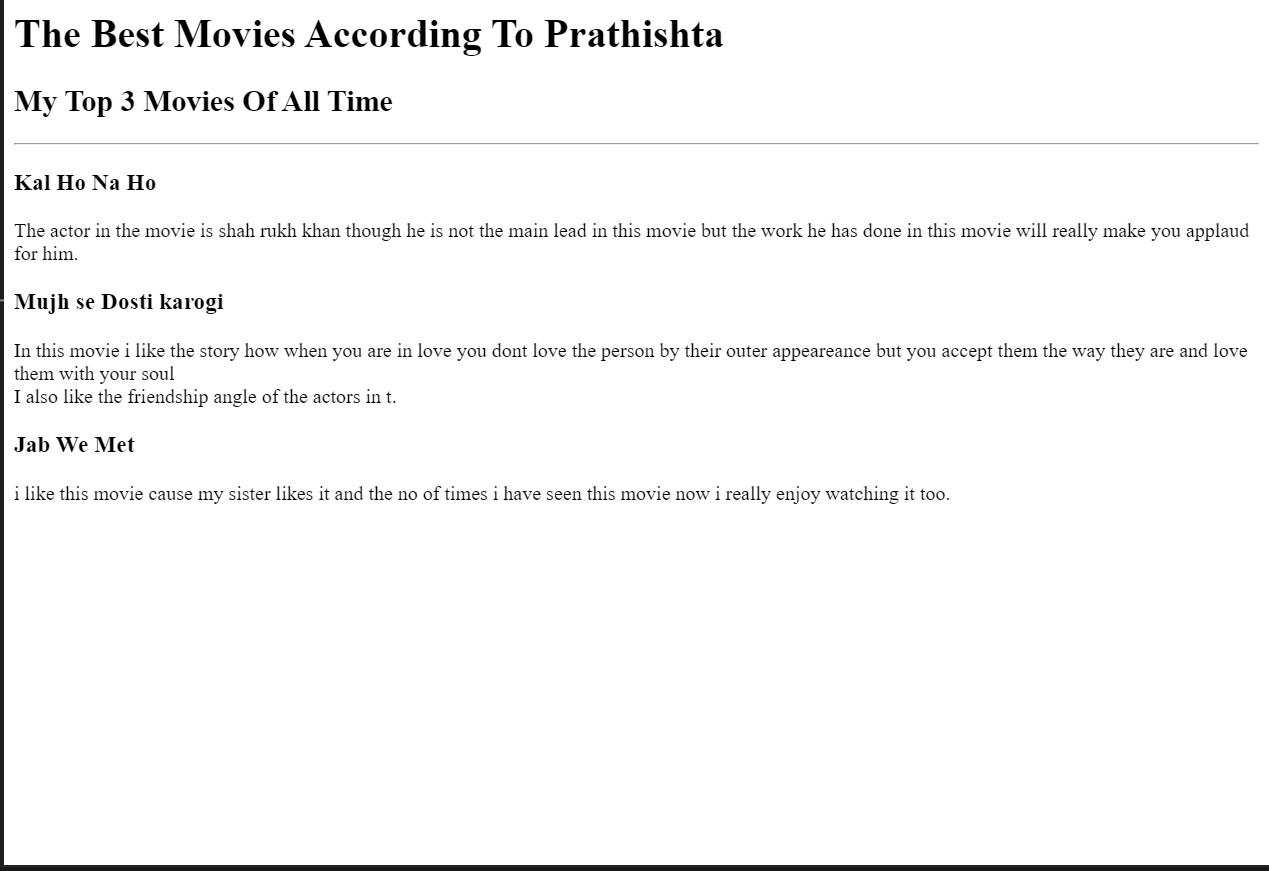 The Best Movies According To Prathishta
My Top 3 Movies Of All Time
Kal Ho Na Ho
The actor in the movie is shah rukh khan though he is not the main lead in this movie but the work he has done in this movie will really make you applaud
for him.
Mujh se Dosti karogi
In this movie i like the story how when you are in love you dont love the person by their outer appeareance but you accept them the way they are and love
them with your soul
I also like the friendship angle of the actors in t.
Jab We Met
i like this movie cause my sister likes it and the no of times i have seen this movie now i really enjoy watching it too.